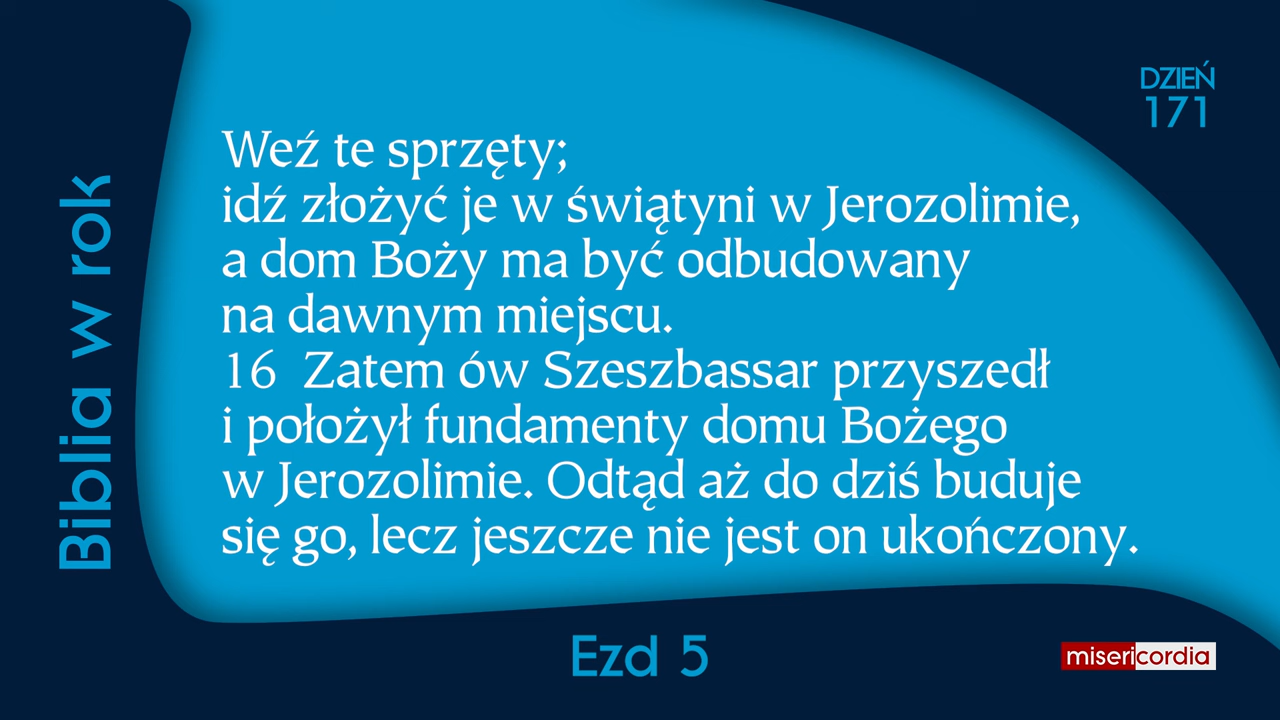 DZIEŃ
171
Biblia w rok
Weź te sprzęty;
idź złożyć je w świątyni w Jerozolimie,
a dom Boży ma być odbudowany
na dawnym miejscu.
16 Zatem ów Szeszbassar przyszedł
i położył fundamenty domu Bożego
w Jerozolimie. Odtąd aż do dziś buduje
się go, lecz jeszcze nie jest on ukończony.
Ezd 5
misericordia